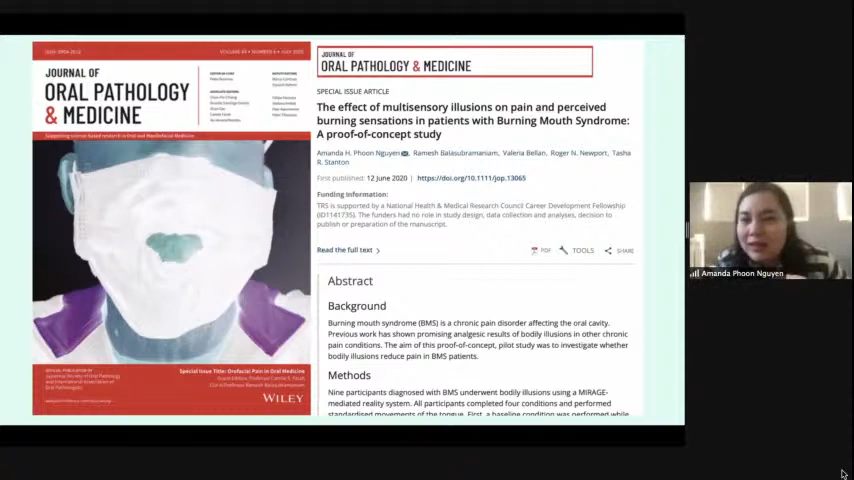 JOURNAL OF
ORAL PATHOLOGY
& MEDICINE
Supporting science-based research in Oral and Maxillofacial Medicine
Special Issue Title: Orofacial Pain in Oral Medicine
WILEY
JOURNAL OF
ORAL PATHOLOGY & MEDICINE
SPECIAL ISSUE ARTICLE
The effect of multisensory illusions on pain and perceived
burning sensations in patients with Burning Mouth Syndrome:
A proof-of-concept study
Amanda H. Phoon Nguyen, Ramesh Balasubramaniam, Valeria Bellan, Roger N. Newport, Tasha
R. Stanton
First published: 12 June 2020 | https://doi.org/10.1111/jop.13065
Funding Information:
TRS is supported by a National Health & Medical Research Council Career Development Fellowship
(ID1141735). The funders had no role in study design, data collection and analyses, decision to
publish or preparation of the manuscript.
Read the full text >
PDF TOOLS SHARE
Abstract
Background
Burning mouth syndrome (BMS) is a chronic pain disorder affecting the oral cavity.
Previous work has shown promising analgesic results of bodily illusions in other chronic
pain conditions. The aim of this proof-of-concept, pilot study was to investigate whether
bodily illusions reduce pain in BMS patients.
Methods
Nine participants diagnosed with BMS underwent bodily illusions using a MIRAGE-
mediated reality system. All participants completed four conditions and performed
standardised movements of the tongue. First, a baseline condition was performed while
Amanda Phoon Nguyen